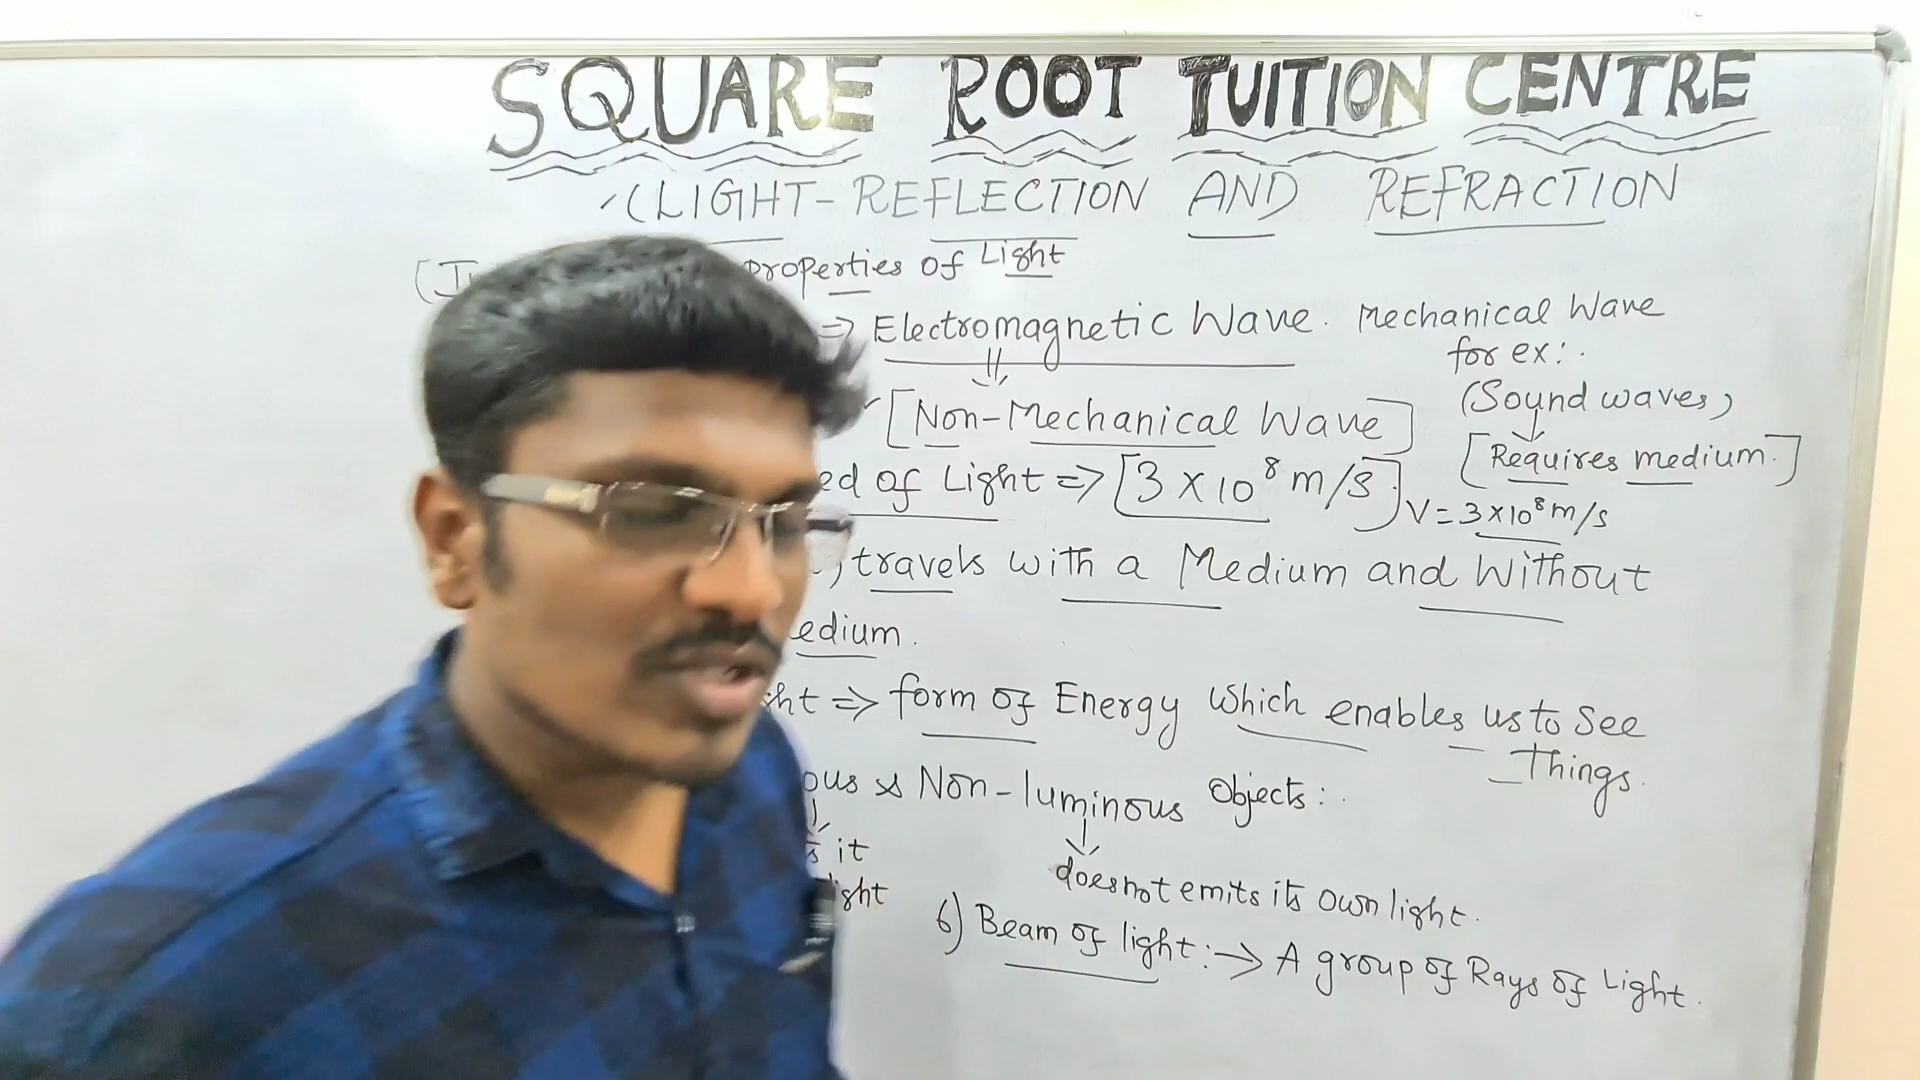 SQUARE ROOT TUITION CENTRE
(LIGHT-REFLECTION AND REFRACTION
Properties of Light
=> Electromagnetic Wave. Mechanical Wave
for ex:.
(Sound waves)
[Non-Mechanical Wave]
[Requires medium.]
ed of Light => [3 X 10⁸ m/s.]
V = 3 x 10⁸ m/s
, travels with a Medium and Without
edium.
ght => form of Energy which enables us to see
Things.
ous & Non-luminous Objects:.
s it
light
does not emits its own light.
6) Beam of light: -> A group of Rays of Light.